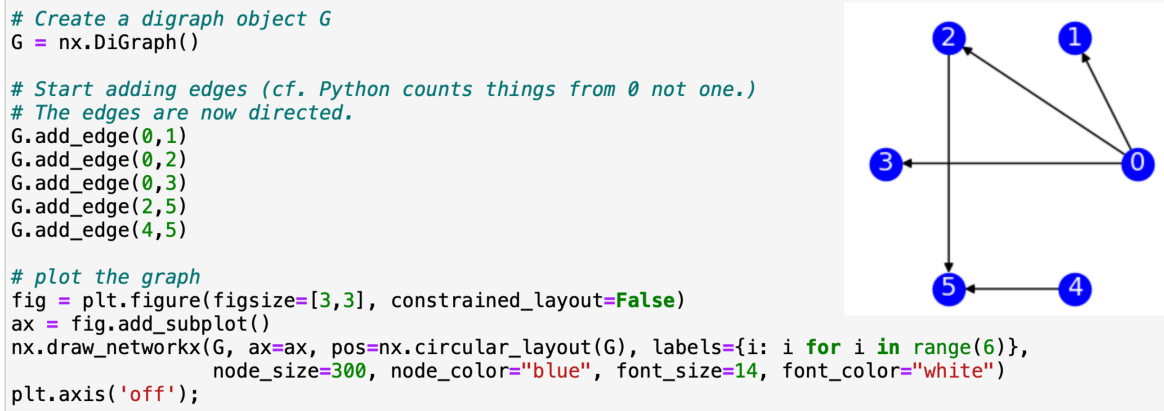 # Create a digraph object G
G = nx.DiGraph()
# Start adding edges (cf. Python counts things from 0 not one.)
# The edges are now directed.
G.add_edge(0,1)
G.add_edge(0,2)
G.add_edge(0,3)
G.add_edge(2,5)
G.add_edge(4,5)
# plot the graph
fig = plt.figure(figsize=[3,3], constrained_layout=False)
ax = fig.add_subplot()
nx.draw_networkx(G, ax=ax, pos=nx.circular_layout(G), labels={i: i for i in range(6)},
node_size=300, node_color="blue", font_size=14, font_color="white")
plt.axis('off');
2 1
3 0
5 4